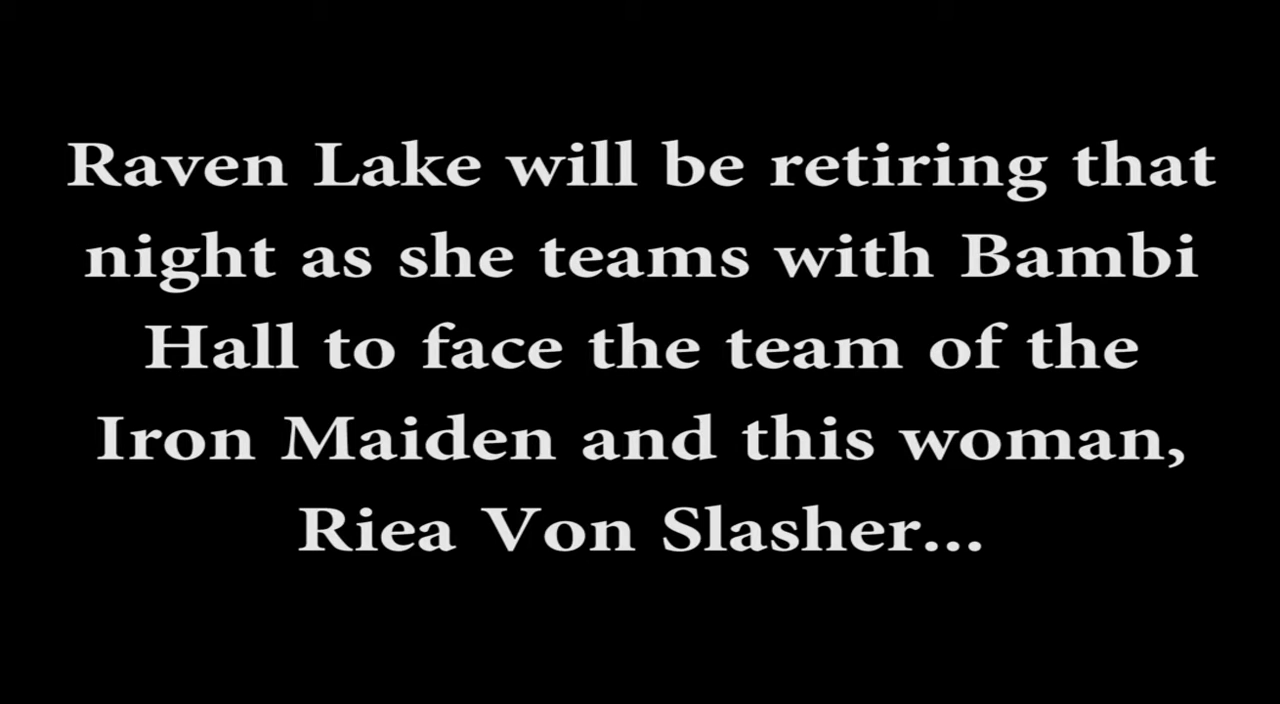 Raven Lake will be retiring that
night as she teams with Bambi
Hall to face the team of the
Iron Maiden and this woman,
Riea Von Slasher...